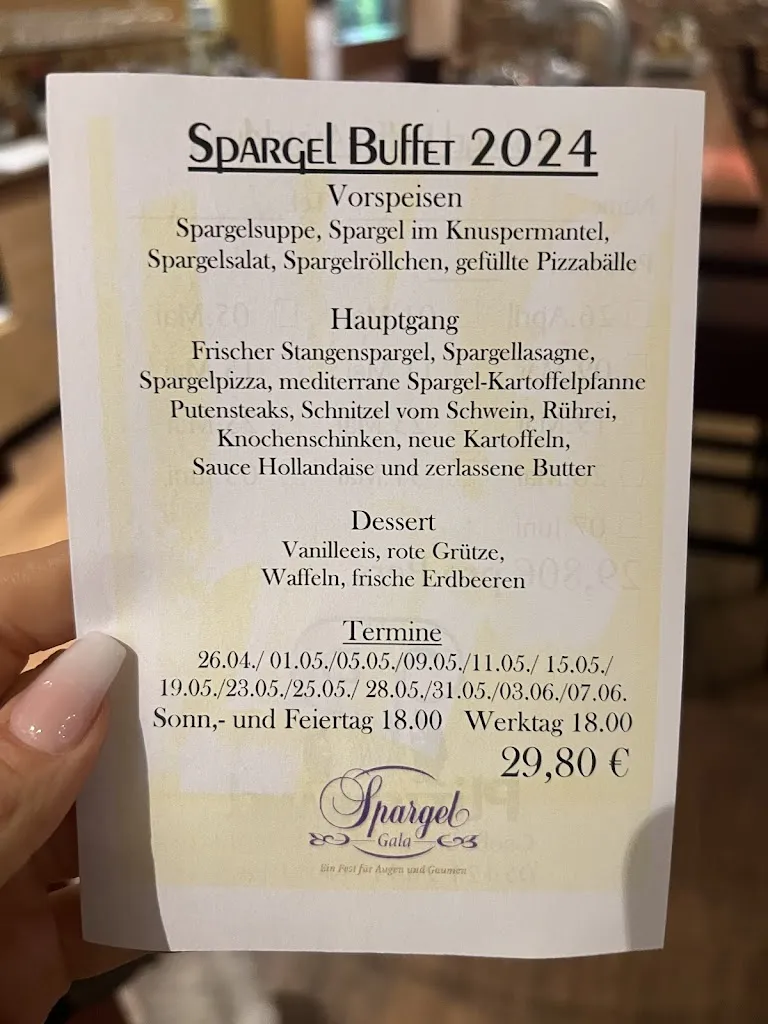 Spargel Buffet 2024
Vorspeisen
Spargelsuppe, Spargel im Knuspermantel,
Spargelsalat, Spargelröllchen, gefüllte Pizzabälle
Hauptgang
Frischer Stangenspargel, Spargellasagne,
Spargelpizza, mediterrane Spargel-Kartoffelpfanne
Putensteaks, Schnitzel vom Schwein, Rührei,
Knochenschinken, neue Kartoffeln,
Sauce Hollandaise und zerlassene Butter
Dessert
Vanilleeis, rote Grütze,
Waffeln, frische Erdbeeren
Termine
26.04./ 01.05./05.05./09.05./11.05./ 15.05./
19.05./23.05./25.05./ 28.05./31.05./03.06./07.06.
Sonn,- und Feiertag 18.00 Werktag 18.00
29,80 €
Spargel
Gala
Ein Fest für Augen und Gaumen